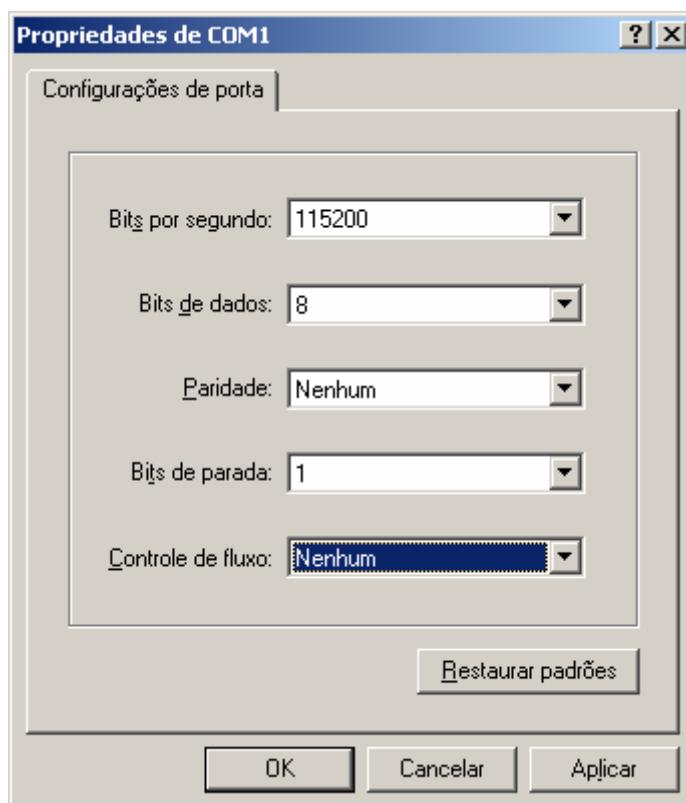 Propriedades de COM1
Configurações de porta
Bits por segundo: 115200
Bits de dados: 8
Paridade: Nenhum
Bits de parada: 1
Controle de fluxo: Nenhum
Restaurar padrões
OK Cancelar Aplicar